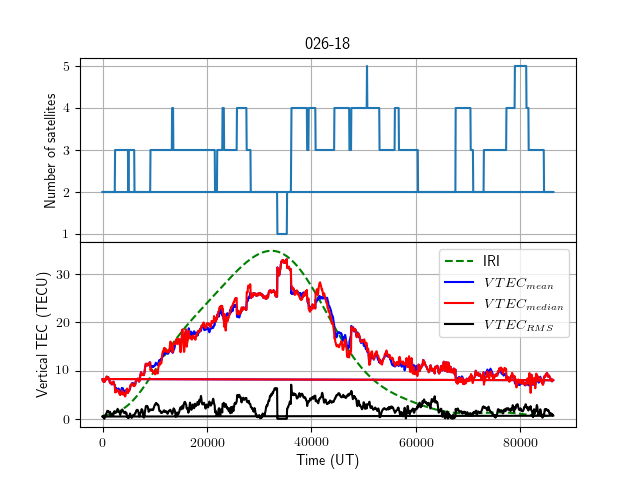 026-18
Number of satellites
5
4
3
2
1
Vertical TEC (TECU)
30
20
10
0
IRI
VTEC_mean
VTEC_median
VTEC_RMS
0 20000 40000 60000 80000
Time (UT)